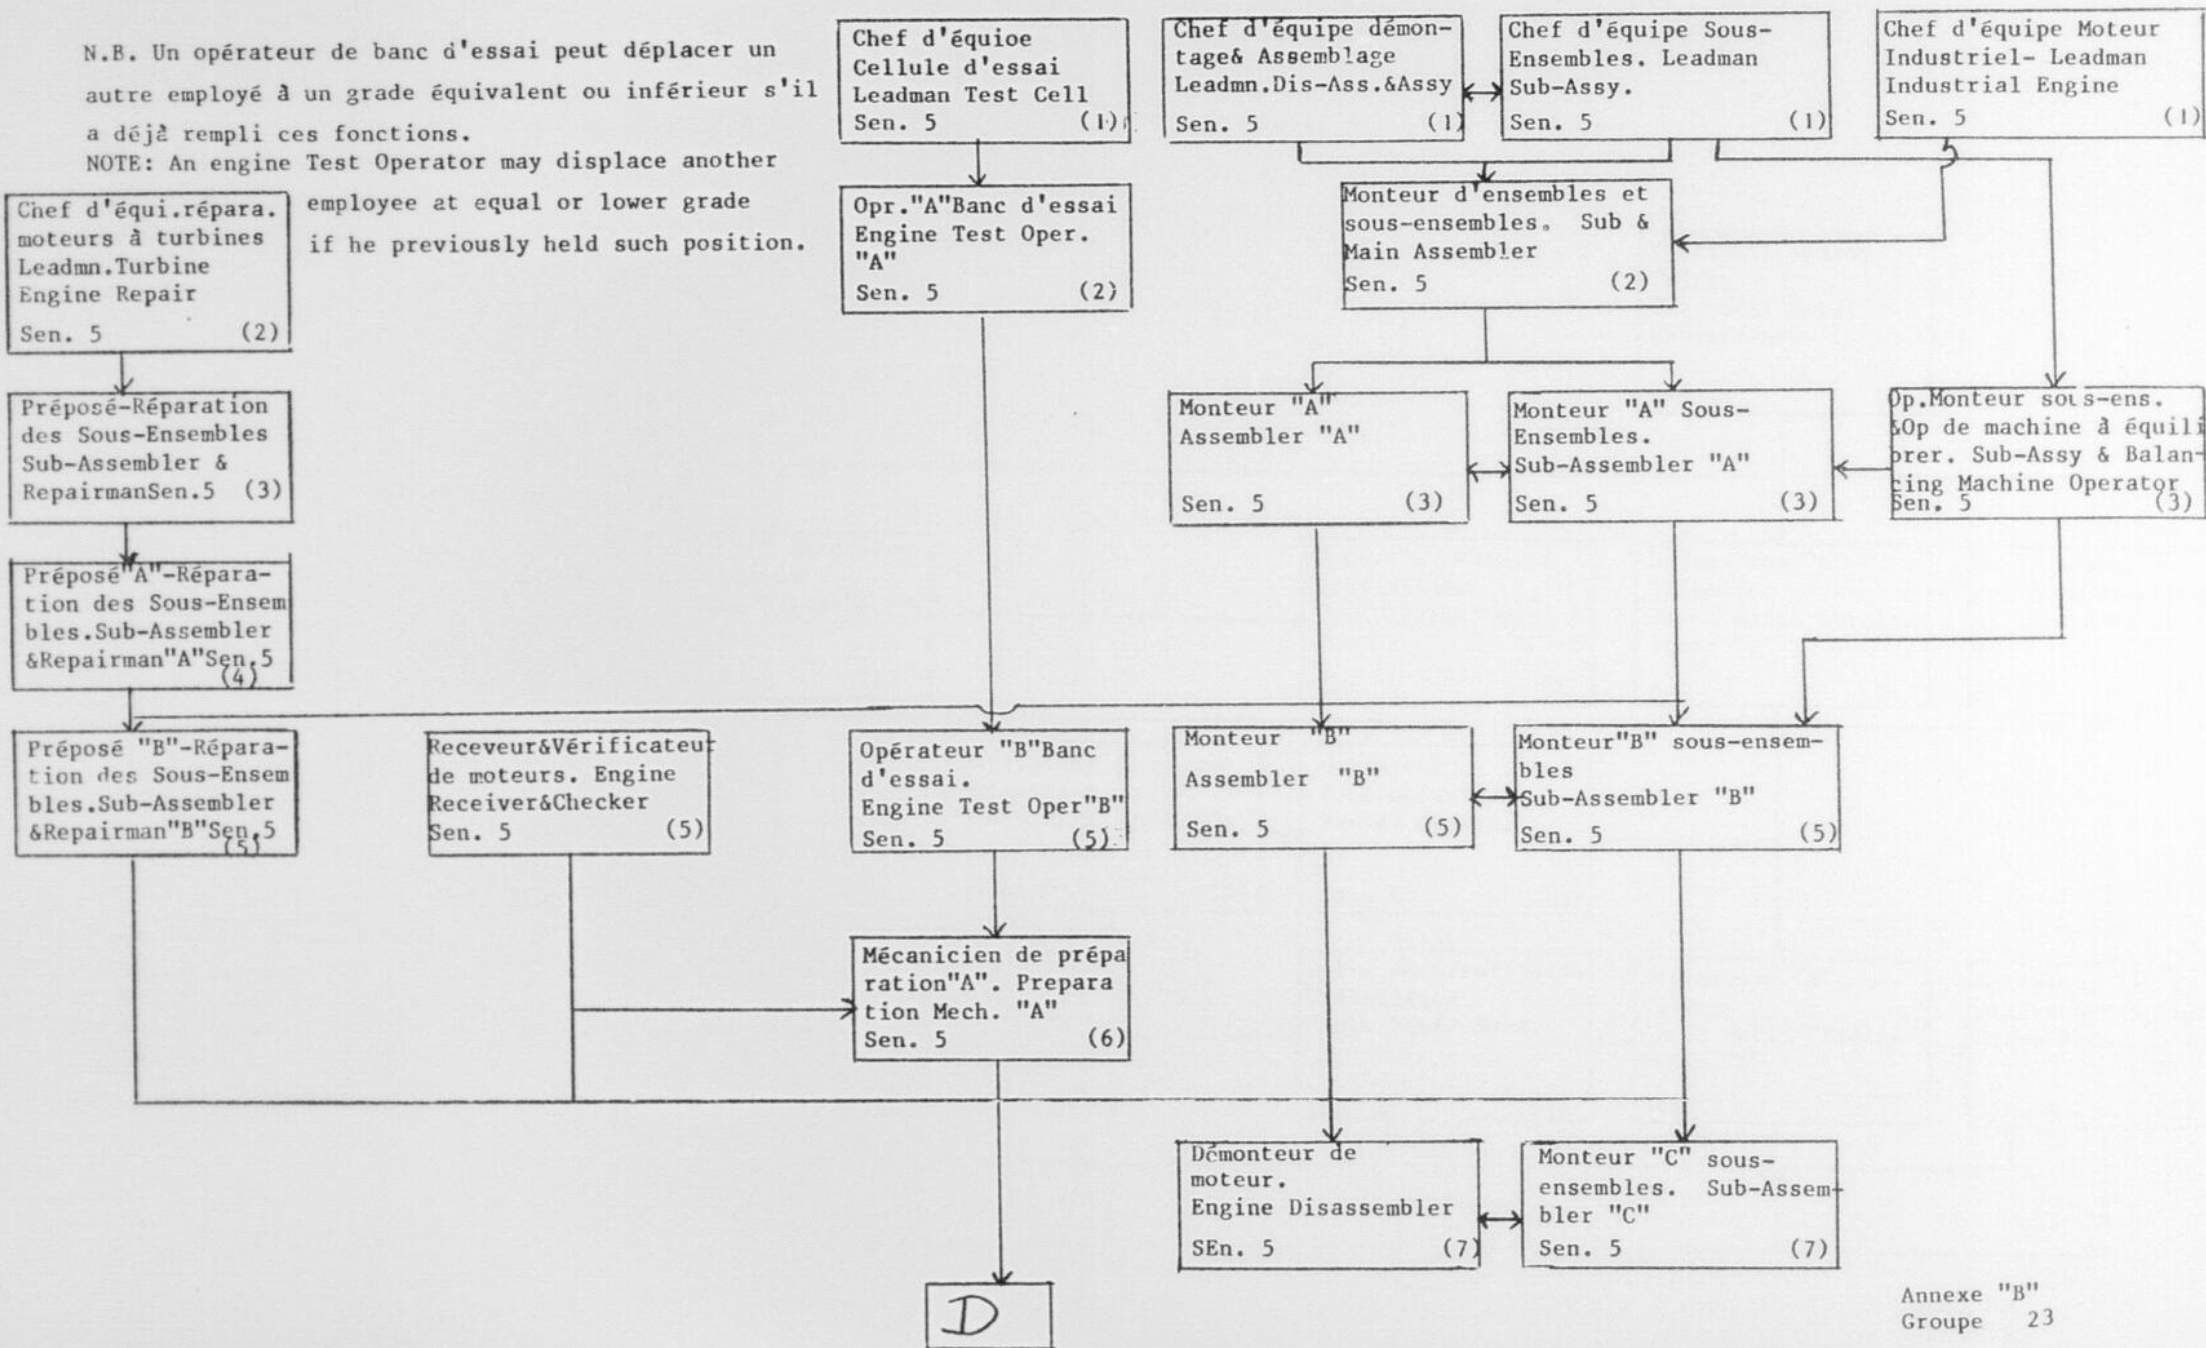 N.B. Un opérateur de banc d'essai peut déplacer un
autre employé à un grade équivalent ou inférieur s'il
a déjà rempli ces fonctions.
NOTE: An engine Test Operator may displace another
employee at equal or lower grade
if he previously held such position.
Chef d'équioe
Cellule d'essai
Leadman Test Cell
Sen. 5 (1)
Chef d'équipe démon-
tage& Assemblage
Leadmn.Dis-Ass.&Assy
Sen. 5 (1)
Chef d'équipe Sous-
Ensembles. Leadman
Sub-Assy.
Sen. 5 (1)
Chef d'équipe Moteur
Industriel- Leadman
Industrial Engine
Sen. 5 (1)
Chef d'équi.répara.
moteurs à turbines
Leadmn.Turbine
Engine Repair
Sen. 5 (2)
Opr."A"Banc d'essai
Engine Test Oper.
"A"
Sen. 5 (2)
Monteur d'ensembles et
sous-ensembles. Sub &
Main Assembler
Sen. 5 (2)
Préposé-Réparation
des Sous-Ensembles
Sub-Assembler &
RepairmanSen.5 (3)
Monteur "A"
Assembler "A"
Sen. 5 (3)
Monteur "A" Sous-
Ensembles.
Sub-Assembler "A"
Sen. 5 (3)
Op.Monteur sous-ens.
&Op de machine à équili
brer. Sub-Assy & Balan-
cing Machine Operator
Sen. 5 (3)
Préposé"A"-Répara-
tion des Sous-Ensem
bles.Sub-Assembler
&Repairman"A"Sen.5
(4)
Préposé "B"-Répara-
tion des Sous-Ensem
bles.Sub-Assembler
&Repairman"B"Sen.5
(5)
Receveur&Vérificateur
de moteurs. Engine
Receiver&Checker
Sen. 5 (5)
Opérateur "B"Banc
d'essai.
Engine Test Oper"B"
Sen. 5 (5)
Monteur "B"
Assembler "B"
Sen. 5 (5)
Monteur"B" sous-ensem-
bles
Sub-Assembler "B"
Sen. 5 (5)
Mécanicien de prépa
ration"A". Prepara
tion Mech. "A"
Sen. 5 (6)
Démonteur de
moteur.
Engine Disassembler
SEn. 5 (7)
Monteur "C" sous-
ensembles. Sub-Assem-
bler "C"
Sen. 5 (7)
D
Annexe "B"
Groupe 23